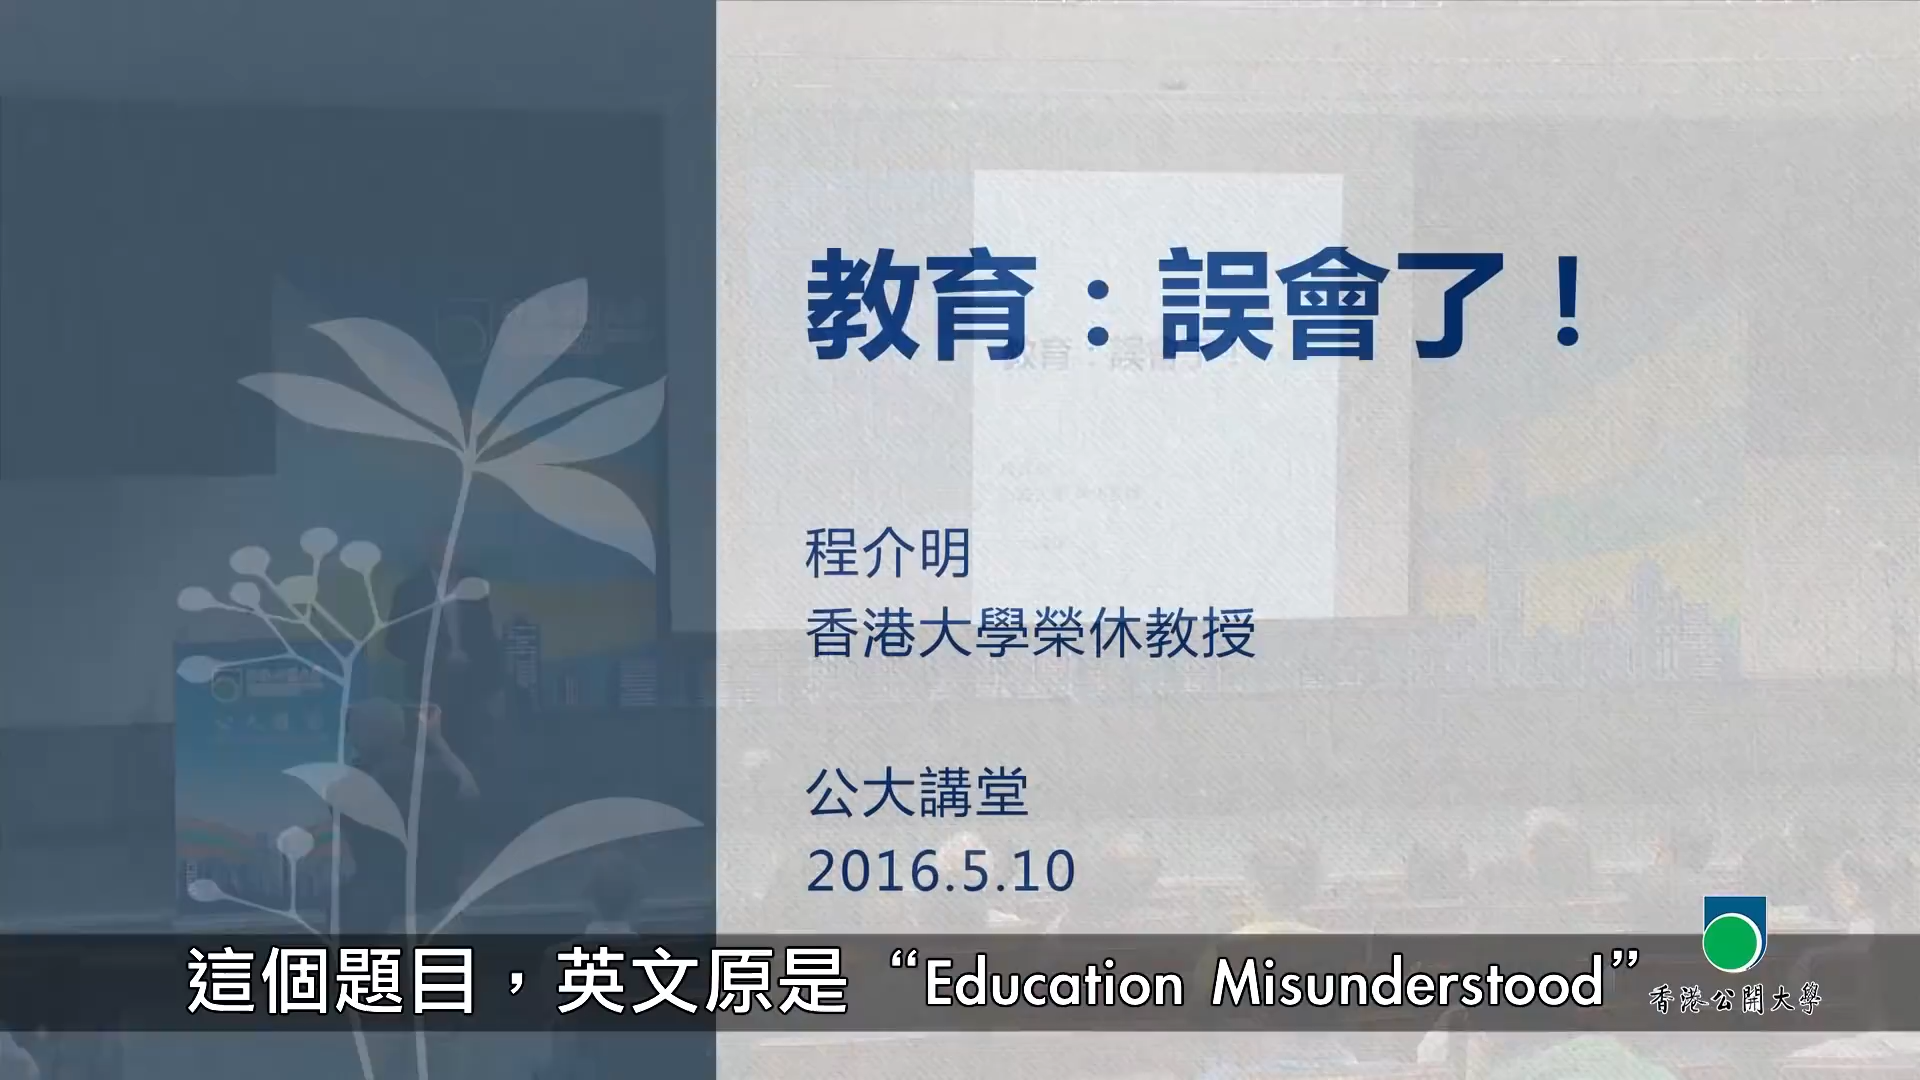 教育：誤會了！
程介明
香港大學榮休教授
公大講堂
2016.5.10
這個題目，英文原是“Education Misunderstood”
香港公開大學